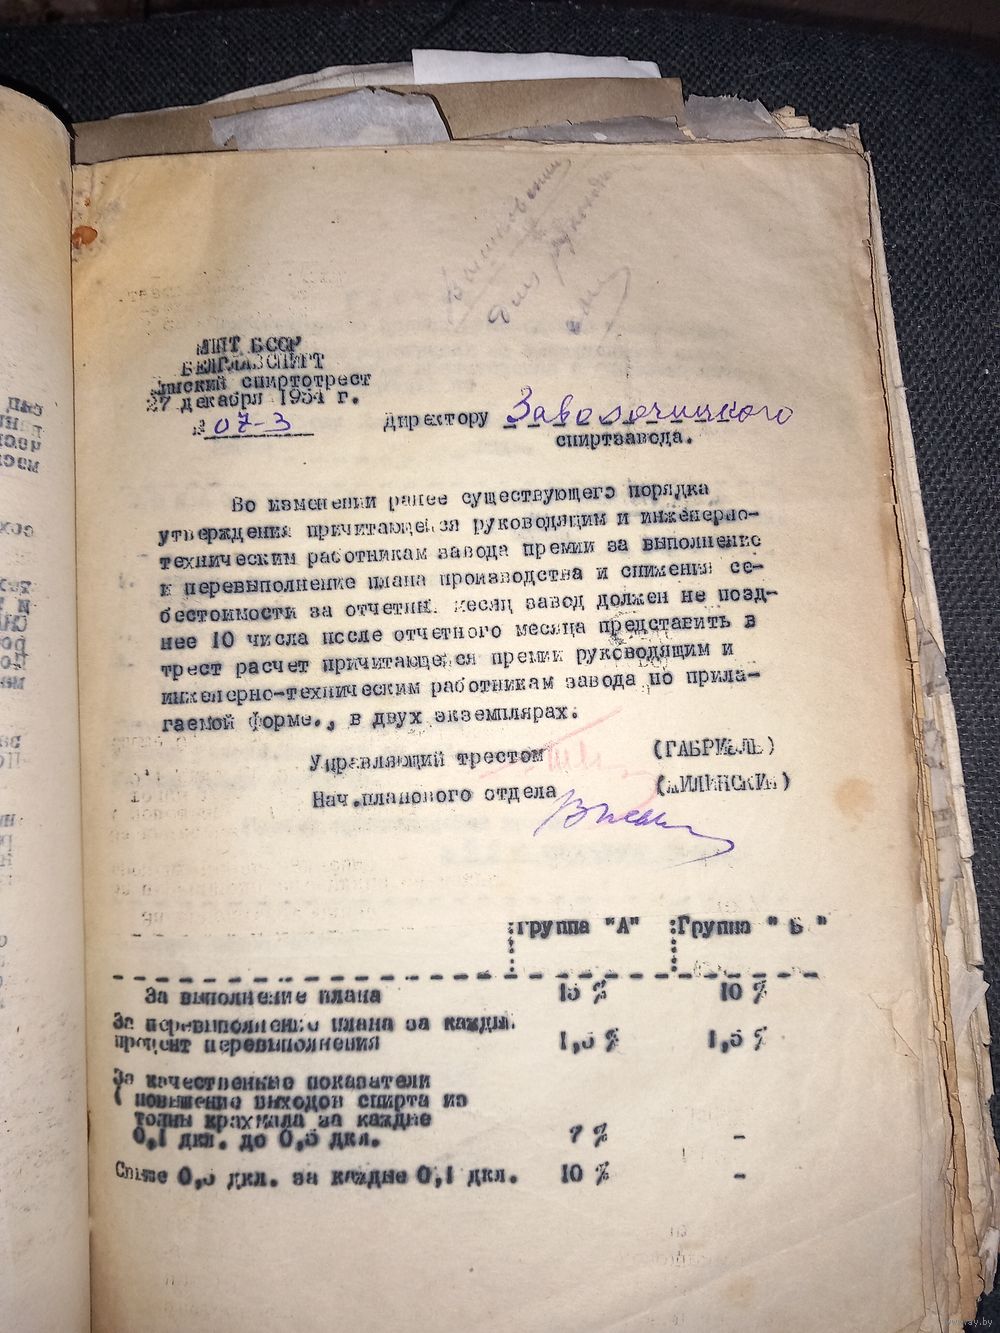 МПТ БССР
БЕЛГЛАВСПИРТ
Минский спиртотрест
27 декабря 1954 г.
№ 07-3
Директору Заволочицкого
спиртзавода.
Во изменении ранее существующего порядка
утверждения причитающейся руководящим и инженерно-
техническим работникам завода премии за выполнение
и перевыполнение плана производства и снижения се-
бестоимости за отчетный месяц завод должен не позд-
нее 10 числа после отчетного месяца представить в
трест расчет причитающейся премии руководящим и
инженерно-техническим работникам завода по прила-
гаемой форме., в двух экземплярах.
Управляющий трестом (ГАБРИЕЛЬ)
Нач.планового отдела
Группа "А" Группа " Б "
За выполнение плана 15 % 10 %
За перевыполнение плана за каждый
процент перевыполнения 1,5 % 1,5 %
За качественные показатели
( повышение выходов спирта из
тонны крахмала за каждые
0,1 дкл. до 0,5 дкл. 7 % -
Свыше 0,5 дкл. за каждые 0,1 дкл. 10 % -